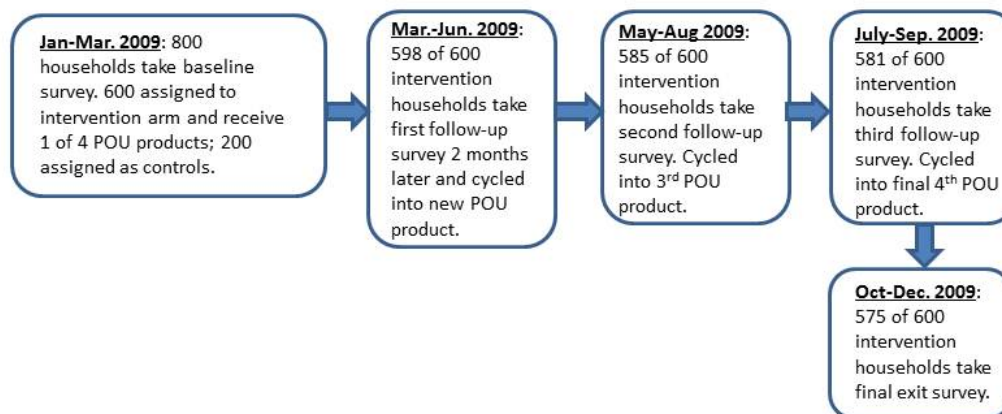 Jan-Mar. 2009: 800
households take baseline
survey. 600 assigned to
intervention arm and receive
1 of 4 POU products; 200
assigned as controls.
Mar.-Jun. 2009:
598 of 600
intervention
households take
first follow-up
survey 2 months
later and cycled
into new POU
product.
May-Aug 2009:
585 of 600
intervention
households take
second follow-up
survey. Cycled
into 3rd POU
product.
July-Sep. 2009:
581 of 600
intervention
households take
third follow-up
survey. Cycled
into final 4th POU
product.
Oct-Dec. 2009:
575 of 600
intervention
households take
final exit survey.